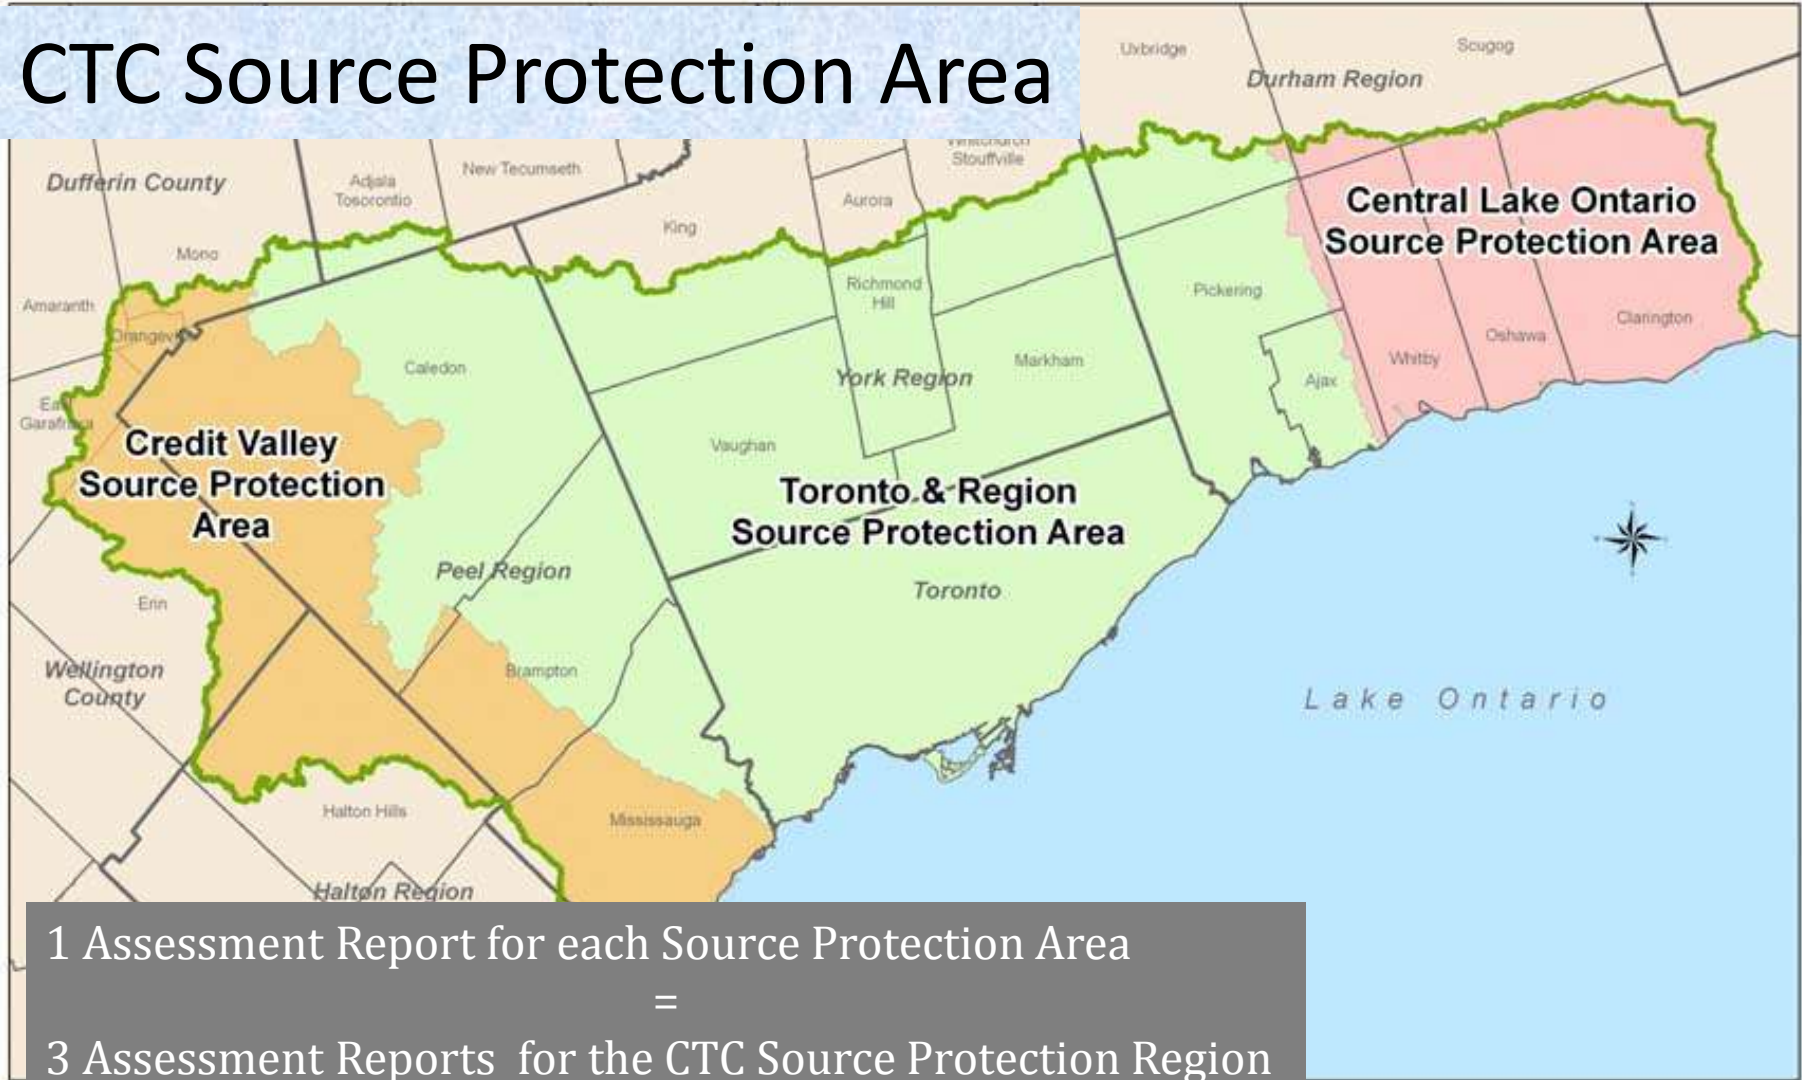 CTC Source Protection Area
Uxbridge
Scugog
Durham Region
Dufferin County
Adjala
Tosorontio
New Tecumseth
Whitchurch
Stouffville
Aurora
King
Mono
Central Lake Ontario
Source Protection Area
Amaranth
Richmond
Hill
Pickering
Clarington
Oshawa
Whitby
Caledon
York Region
Markham
Ajax
East
Garafraxa
Credit Valley
Source Protection
Area
Vaughan
Toronto & Region
Source Protection Area
Peel Region
Toronto
Erin
Wellington
County
Brampton
Lake Ontario
Halton Hills
Mississauga
Halton Region
1 Assessment Report for each Source Protection Area
=
3 Assessment Reports for the CTC Source Protection Region